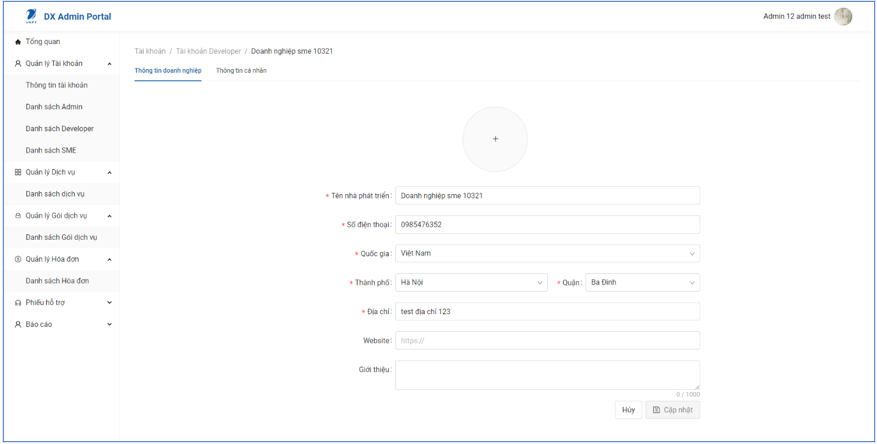 VNPT
DX Admin Portal
Admin 12 admin test
Tổng quan
Quản lý Tài khoản
Thông tin tài khoản
Danh sách Admin
Danh sách Developer
Danh sách SME
Quản lý Dịch vụ
Danh sách dịch vụ
Quản lý Gói dịch vụ
Danh sách Gói dịch vụ
Quản lý Hóa đơn
Danh sách Hóa đơn
Phiếu hỗ trợ
Báo cáo
Tài khoản / Tài khoản Developer / Doanh nghiệp sme 10321
Thông tin doanh nghiệp Thông tin cá nhân
+
* Tên nhà phát triển: Doanh nghiệp sme 10321
* Số điện thoại: 0985476352
* Quốc gia: Việt Nam
* Thành phố: Hà Nội * Quận: Ba Đình
* Địa chỉ: test địa chỉ 123
Website: https://
Giới thiệu:
0 / 1000
Hủy Cập nhật